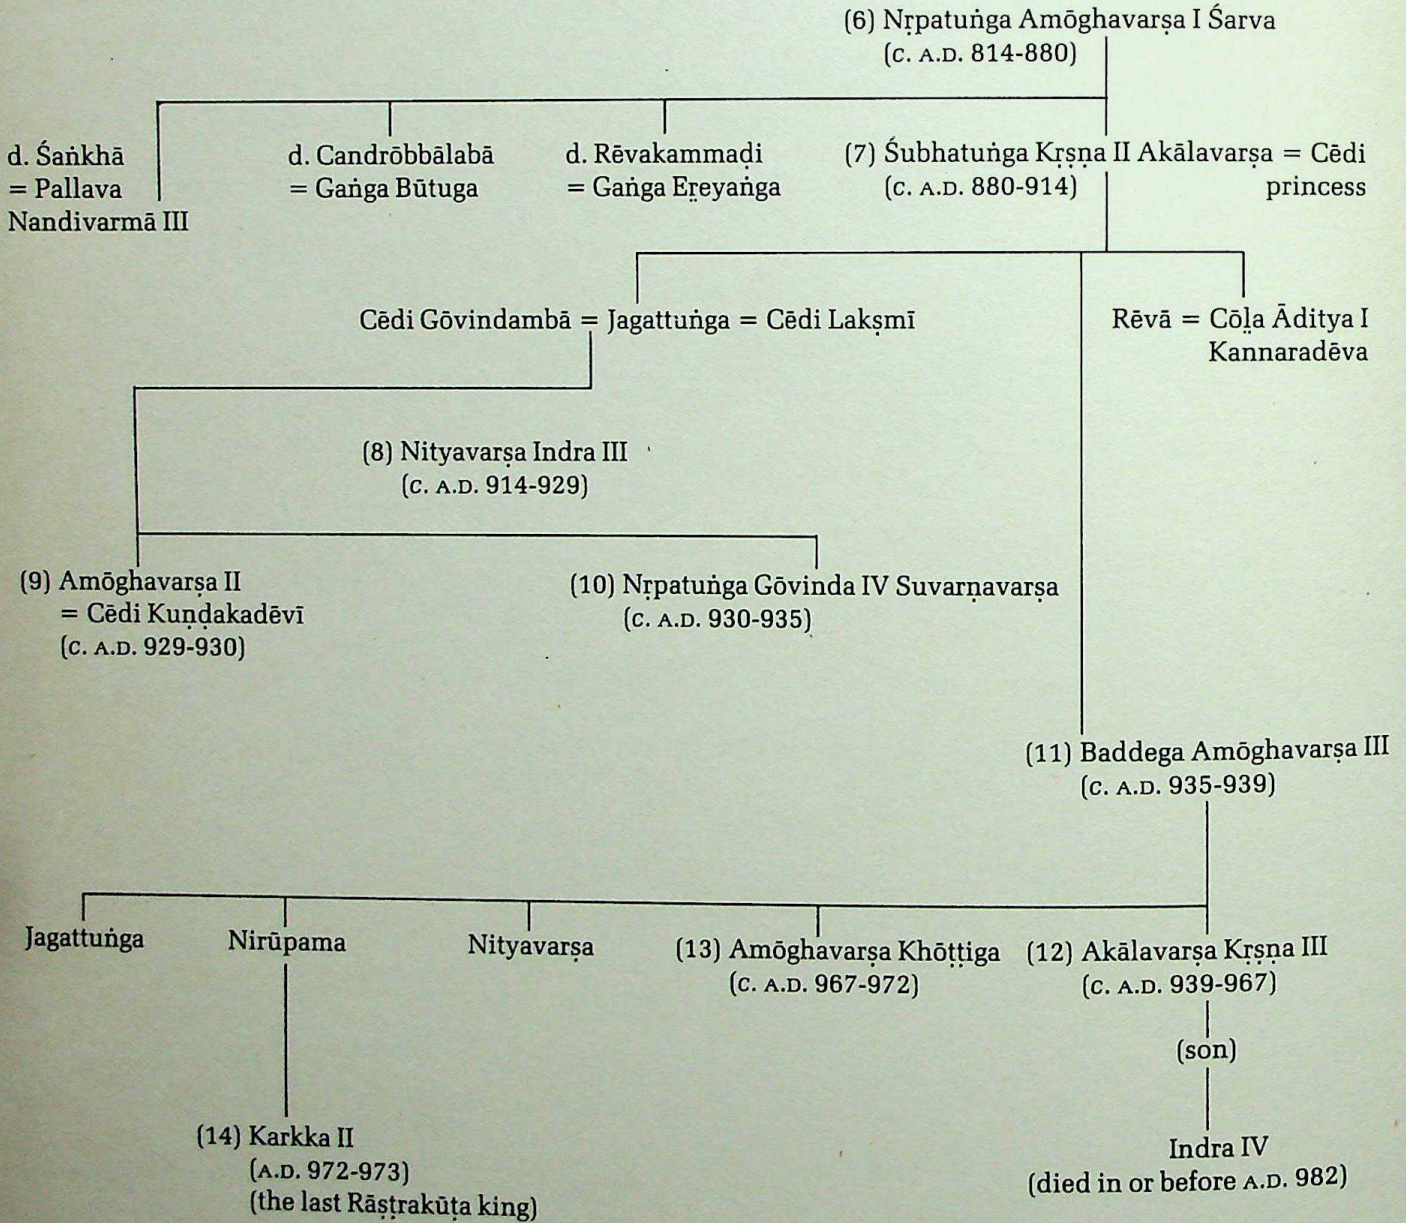 (6) Nṛpatuṅga Amōghavarṣa I Śarva
(C. A.D. 814-880)
d. Śaṅkhā
= Pallava
Nandivarmā III
d. Candrōbbālabā
= Gaṅga Būtuga
d. Rēvakammaḍi
= Gaṅga Eṟeyaṅga
(7) Śubhatuṅga Kṛṣṇa II Akālavarṣa = Cēdi
(C. A.D. 880-914)
princess
Cēdi Gōvindambā = Jagattuṅga = Cēdi Lakṣmī
Rēvā = Cōḷa Āditya I
Kannaradēva
(8) Nityavarṣa Indra III
(C. A.D. 914-929)
(9) Amōghavarṣa II
= Cēdi Kuṇḍakadēvī
(C. A.D. 929-930)
(10) Nṛpatuṅga Gōvinda IV Suvarṇavarṣa
(C. A.D. 930-935)
(11) Baddega Amōghavarṣa III
(C. A.D. 935-939)
Jagattuṅga
Nirūpama
Nityavarṣa
(13) Amōghavarṣa Khōṭṭiga
(C. A.D. 967-972)
(12) Akālavarṣa Kṛṣṇa III
(C. A.D. 939-967)
(son)
(14) Karkka II
(A.D. 972-973)
(the last Rāṣṭrakūṭa king)
Indra IV
(died in or before A.D. 982)